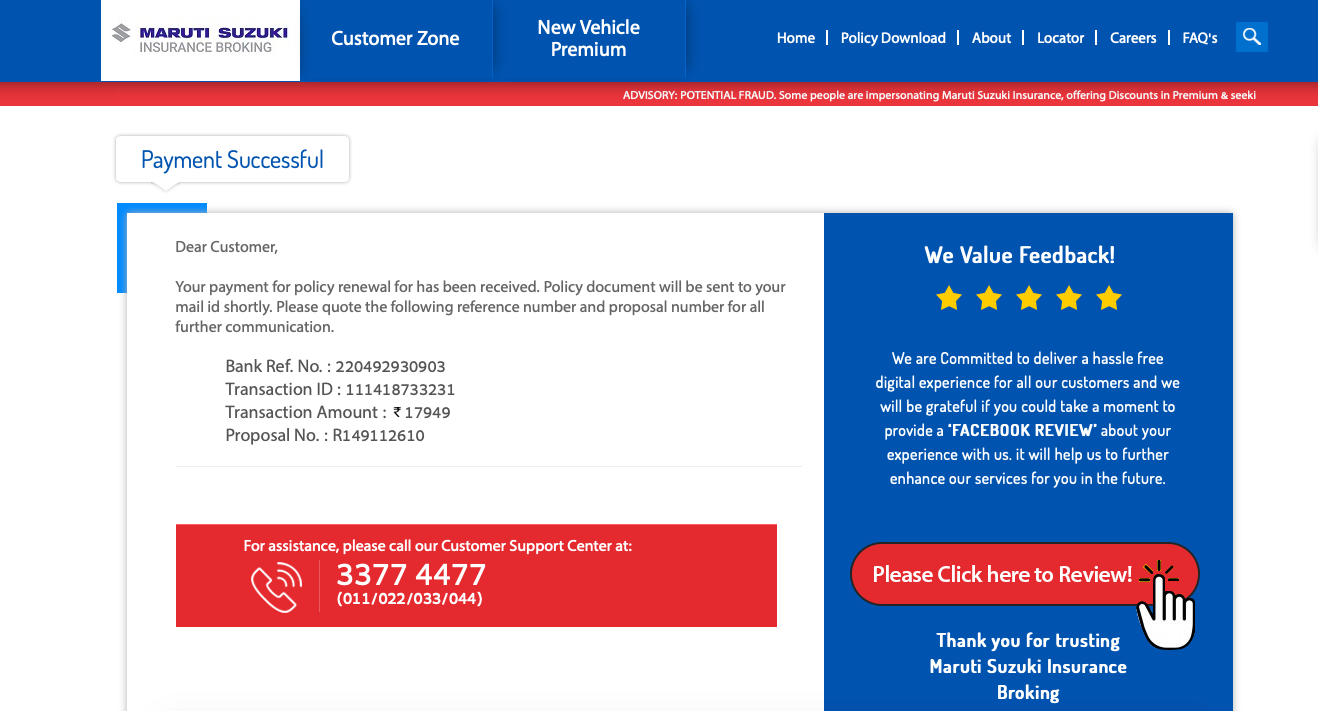 MARUTI SUZUKI
INSURANCE BROKING
Customer Zone
New Vehicle
Premium
Home
Policy Download
About
Locator
Careers
FAQ's
ADVISORY: POTENTIAL FRAUD. Some people are impersonating Maruti Suzuki Insurance, offering Discounts in Premium & seeki
Payment Successful
Dear Customer,
Your payment for policy renewal for has been received. Policy document will be sent to your
mail id shortly. Please quote the following reference number and proposal number for all
further communication.
Bank Ref. No. : 220492930903
Transaction ID : 111418733231
Transaction Amount : ₹ 17949
Proposal No. : R149112610
For assistance, please call our Customer Support Center at:
3377 4477
(011/022/033/044)
We Value Feedback!
We are Committed to deliver a hassle free
digital experience for all our customers and we
will be grateful if you could take a moment to
provide a 'FACEBOOK REVIEW' about your
experience with us. it will help us to further
enhance our services for you in the future.
Please Click here to Review!
Thank you for trusting
Maruti Suzuki Insurance
Broking